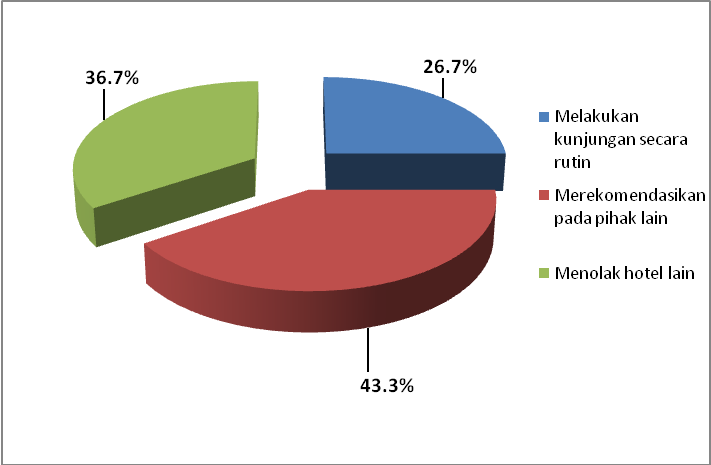 36.7%
26.7%
43.3%
Melakukan
kunjungan secara
rutin
Merekomendasikan
pada pihak lain
Menolak hotel lain